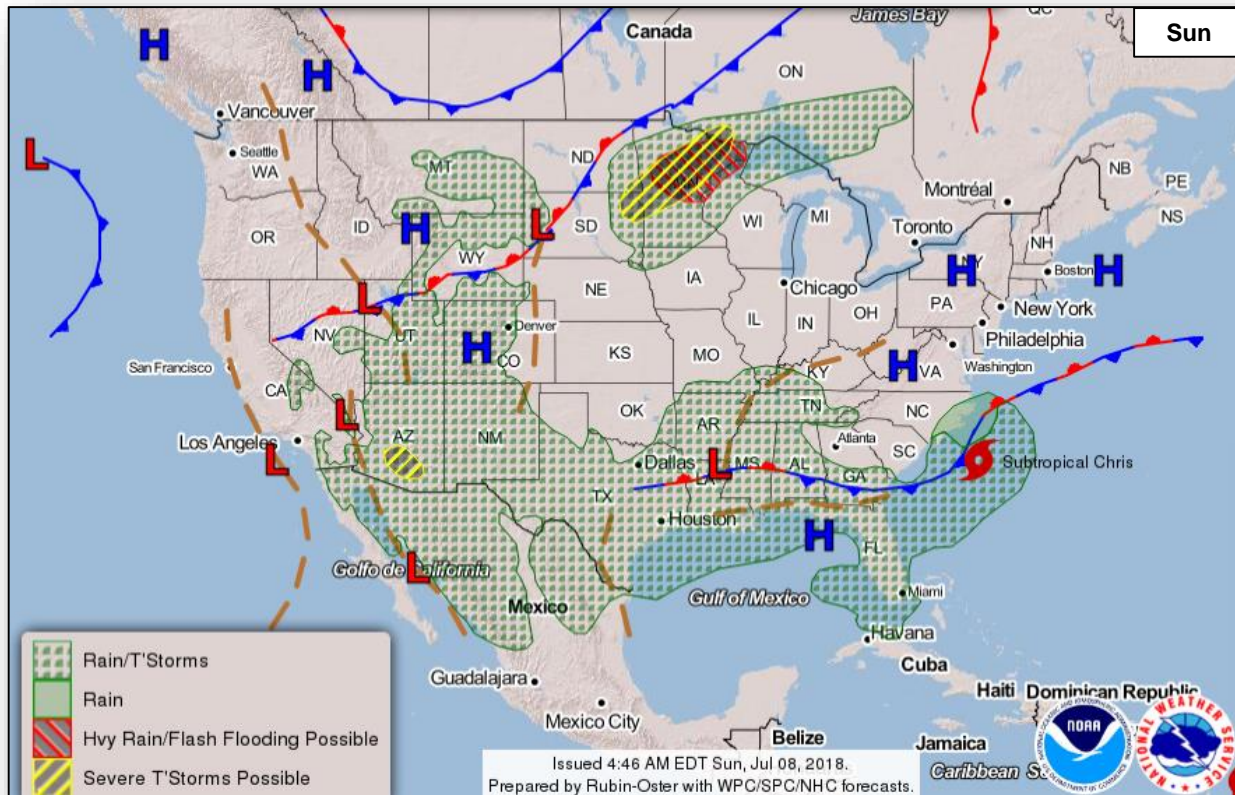 James Bay
QC
Sun
Canada
H
H
ON
Vancouver
L
Seattle
WA
MT
ND
NB
PE
MN
Montréal
NS
OR
ID
H
L
SD
WI
MI
Toronto
NH
WY
H
NY
Boston
H
IA
L
NE
Chicago
PA
New York
NV
UT
Denver
IL
IN
OH
Philadelphia
H
CO
KS
MO
San Francisco
KY
H
VA
Washington
CA
L
OK
TN
NC
Los Angeles
AZ
NM
AR
Atlanta
SC
L
Dallas
L
MS
AL
GA
Subtropical Chris
TX
LA
Houston
H
FL
Golfo de California
L
Mexico
Gulf of Mexico
Miami
Havana
Cuba
Guadalajara
Haiti
Dominican Republic
Mexico City
Belize
Jamaica
Caribbean Se
Rain/T'Storms
Rain
Hvy Rain/Flash Flooding Possible
Severe T'Storms Possible
Issued 4:46 AM EDT Sun, Jul 08, 2018.
Prepared by Rubin-Oster with WPC/SPC/NHC forecasts.
NOAA
NATIONAL WEATHER SERVICE